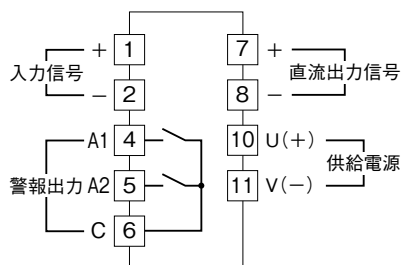 + 1
入力信号
− 2
A1 4
警報出力 A2 5
C 6
7 +
直流出力信号
8 −
10 U(+)
供給電源
11 V(−)